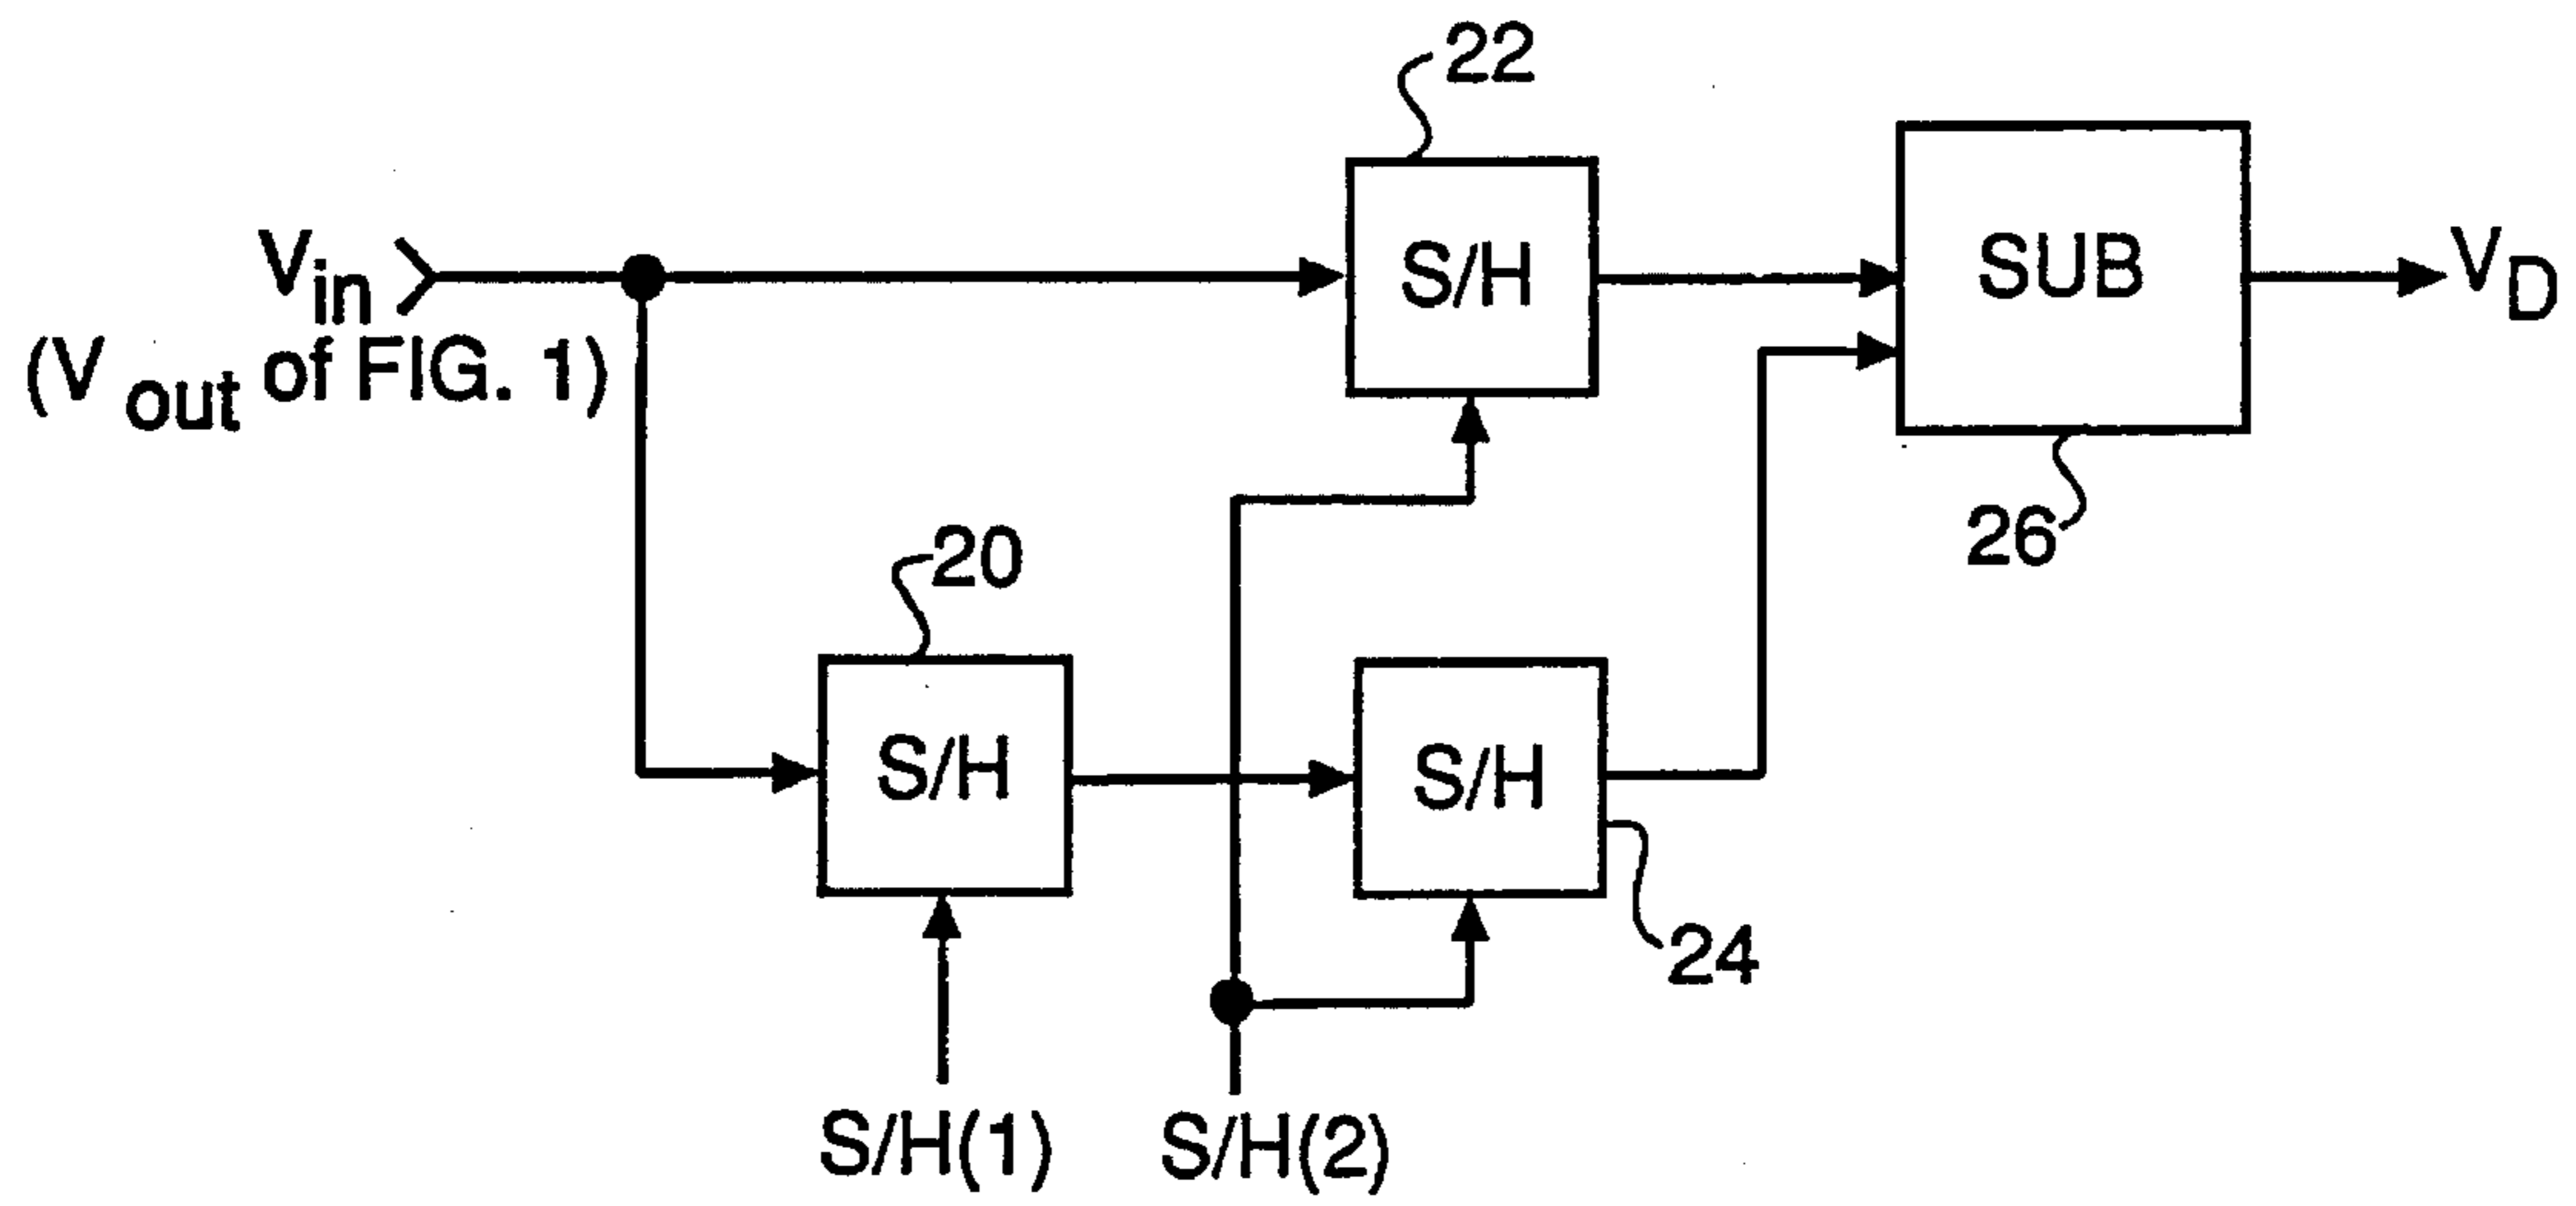 22
Vin
(Vout of FIG. 1)
S/H
SUB
VD
26
20
S/H
S/H
24
S/H(1)
S/H(2)